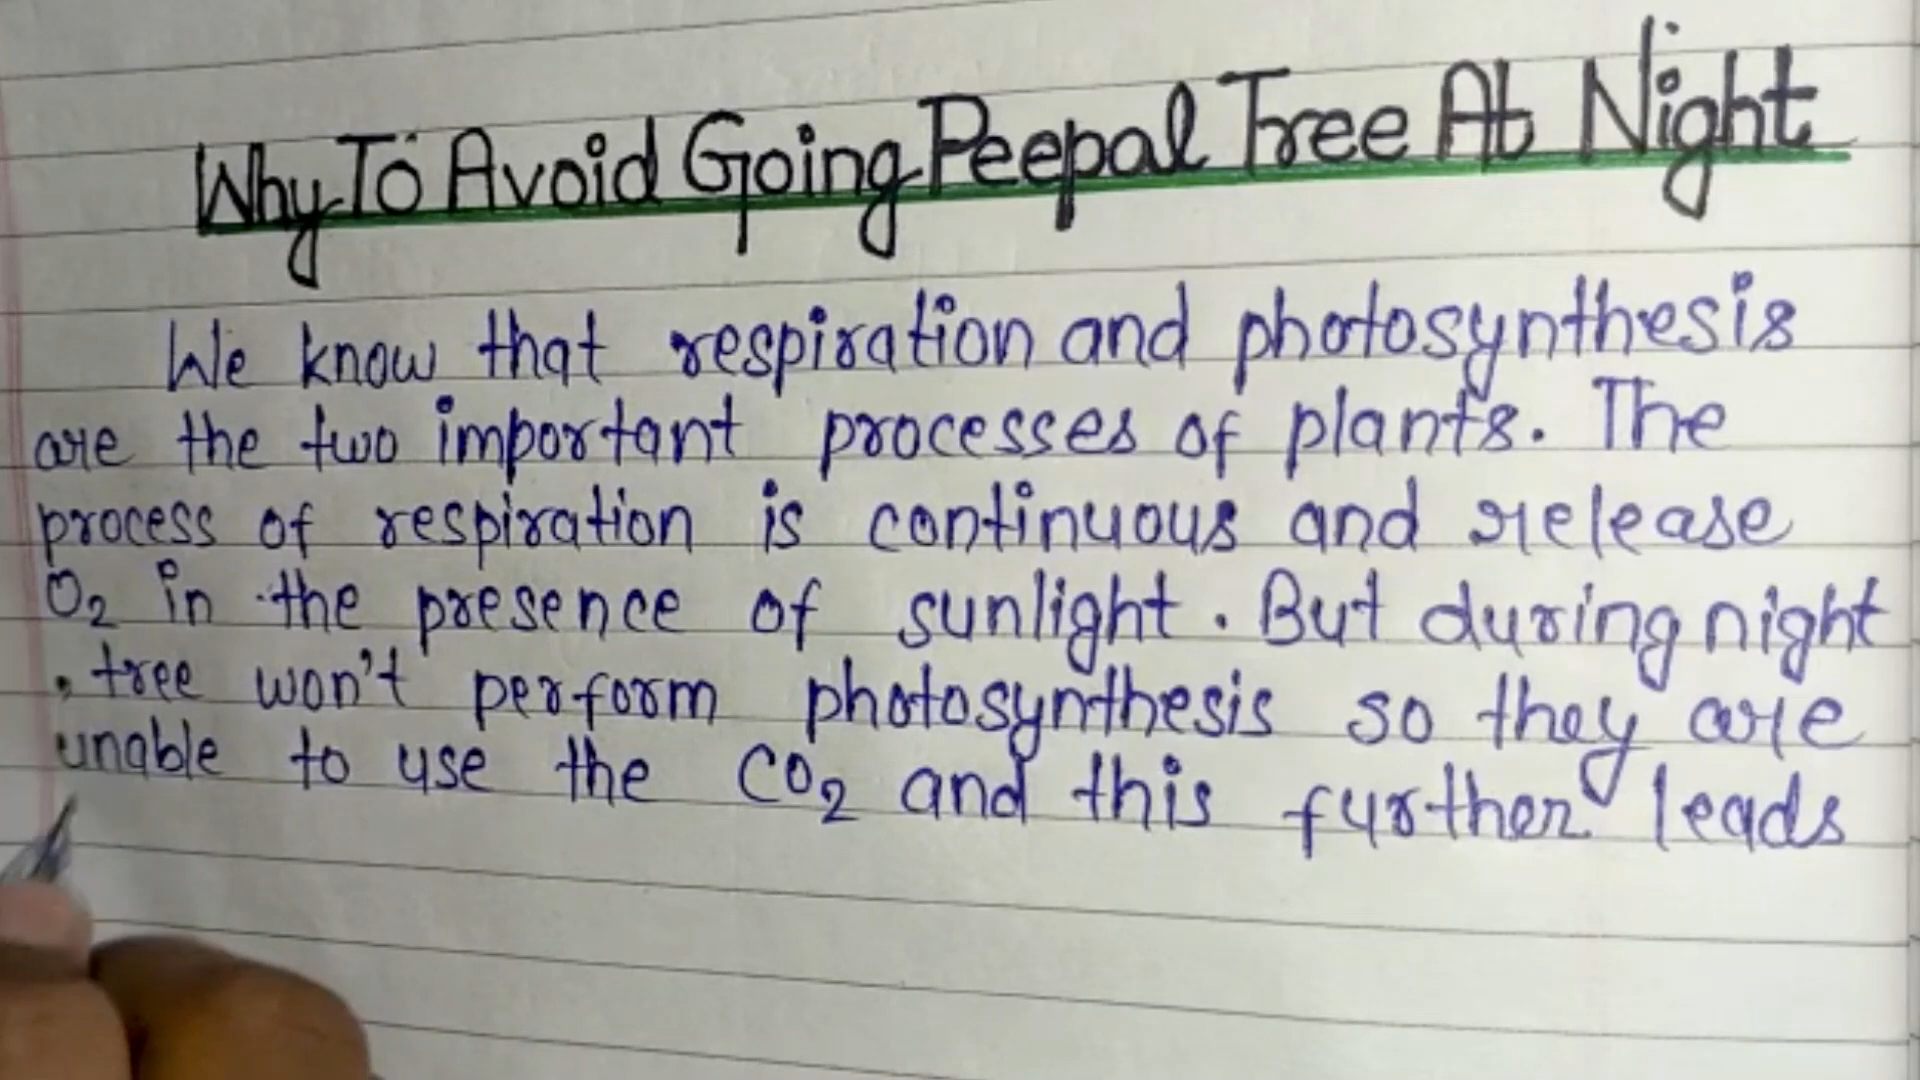 Why To Avoid Going Peepal Tree At Night
We know that respiration and photosynthesis
are the two important processes of plants. The
process of respiration is continuous and release
O₂ in the presence of sunlight. But during night
, tree won't perform photosynthesis so they are
unable to use the CO₂ and this further leads